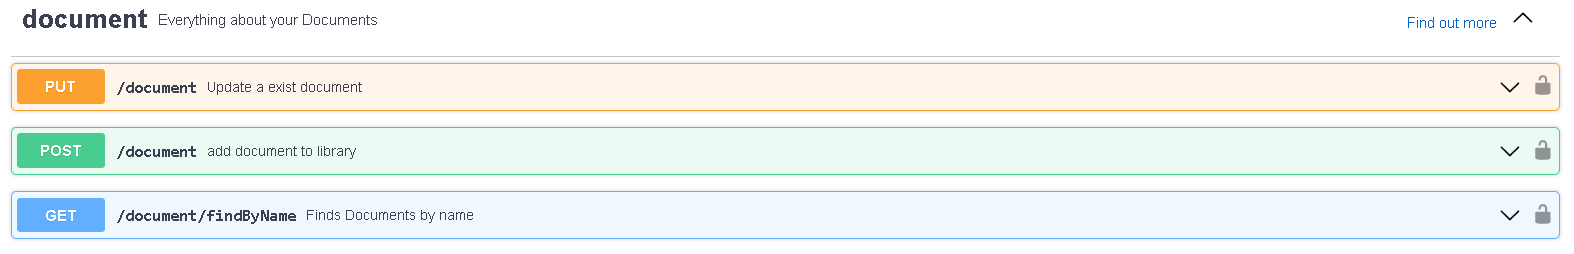 document Everything about your Documents Find out more
PUT /document Update a exist document
POST /document add document to library
GET /document/findByName Finds Documents by name